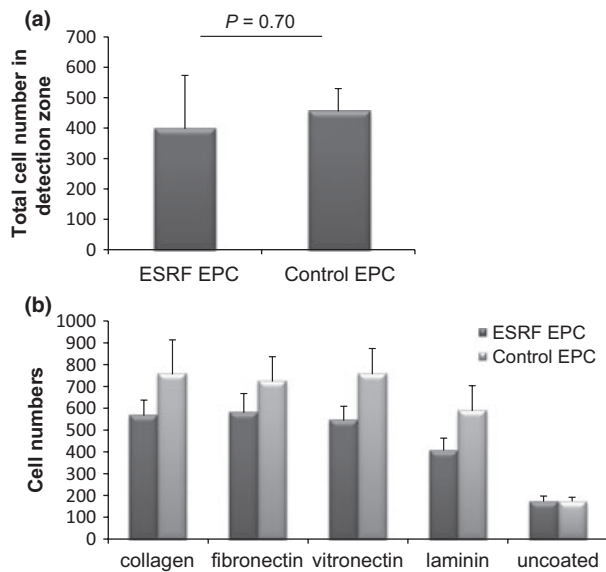 (a)
P = 0.70
Total cell number in
detection zone
700
600
500
400
300
200
100
0
ESRF EPC
Control EPC
(b)
ESRF EPC
Control EPC
Cell numbers
1000
900
800
700
600
500
400
300
200
100
0
collagen
fibronectin
vitronectin
laminin
uncoated